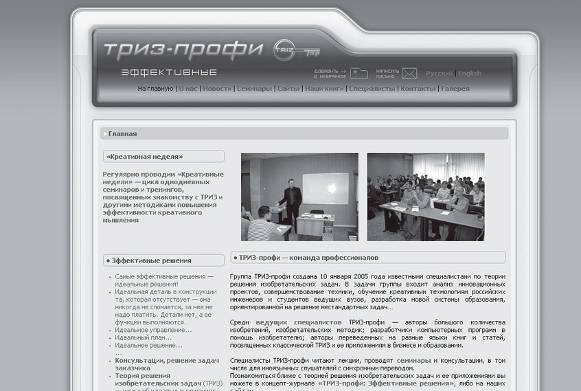 триз-профи ТРИЗ
эффективные
добавить → в избранное написать письмо Русский | English
На главную | О нас | Новости | Семинары | Сайты | Наши книги | Специалисты | Контакты | Галерея
Главная
«Креативная неделя»
Регулярно проводим «Креативные
недели» — цикл однодневных
семинаров и тренингов,
посвященных знакомству с ТРИЗ и
другими методиками повышения
эффективности креативного
мышления
Эффективные решения
Самые эффективные решения —
идеальные решения!
Идеальная деталь в конструкции
та, которая отсутствует — она
никогда не сломается, за нее не
надо платить. Детали нет, а ее
функции выполняются.
Идеальное управление...
Идеальный план...
Идеальное решение...
...
Консультации, решение задач
заказчика
Теория решения
изобретательских задач (ТРИЗ)
ТРИЗ-профи — команда профессионалов
Группа ТРИЗ-профи создана 10 января 2005 года известными специалистами по теории
решения изобретательских задач. В задачи группы входит анализ инновационных
проектов, совершенствование техники, обучение креативным технологиям российских
инженеров и студентов ведущих вузов, разработка новой системы образования,
ориентированной на решение нестандартных задач...
Среди ведущих специалистов ТРИЗ-профи — авторы большого количества
изобретений, изобретательских методик; разработчики компьютерных программ в
помощь изобретателю; авторы переведенных на разные языки книг и статей,
посвященных классической ТРИЗ и ее приложениям в бизнесе и образовании.
Специалисты ТРИЗ-профи читают лекции, проводят семинары и консультации, в том
числе для иноязычных слушателей с синхронным переводом.
Познакомиться ближе с теорией решения изобретательских задач и ее приложениями вы
можете в концепт-журнале «ТРИЗ-профи: Эффективные решения», либо на наших